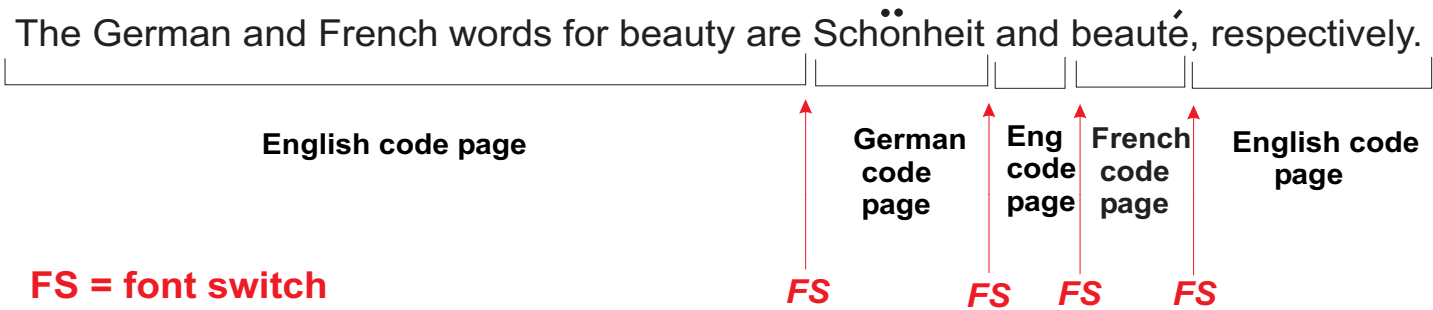 The German and French words for beauty are Schönheit and beauté, respectively.
English code page
German code page
Eng code page
French code page
English code page
FS = font switch
FS
FS
FS
FS